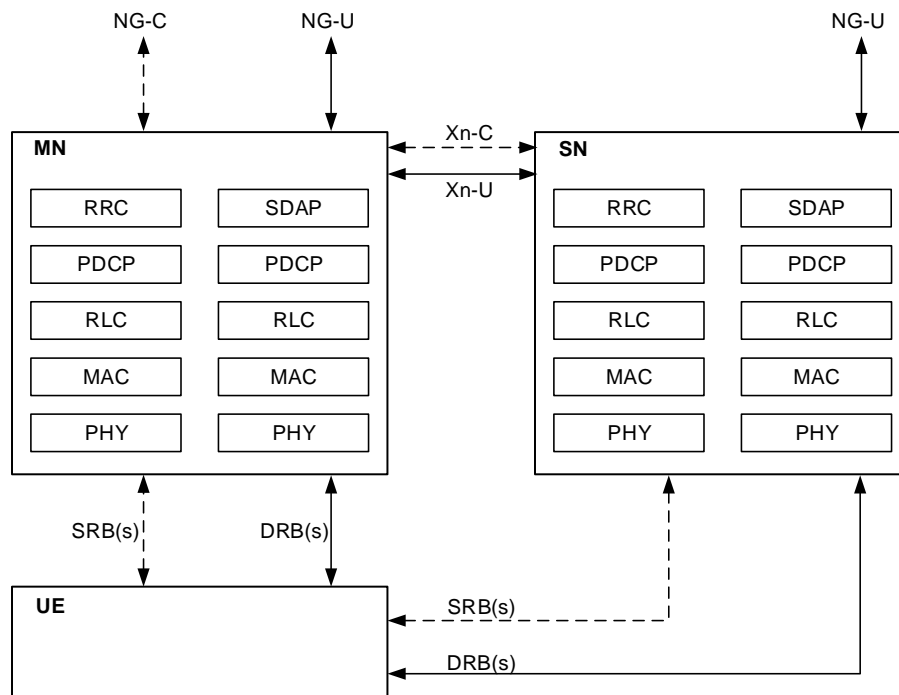 NG-C NG-U NG-U
Xn-C
MN SN
Xn-U
RRC SDAP RRC SDAP
PDCP PDCP PDCP PDCP
RLC RLC RLC RLC
MAC MAC MAC MAC
PHY PHY PHY PHY
SRB(s) DRB(s)
UE SRB(s)
DRB(s)